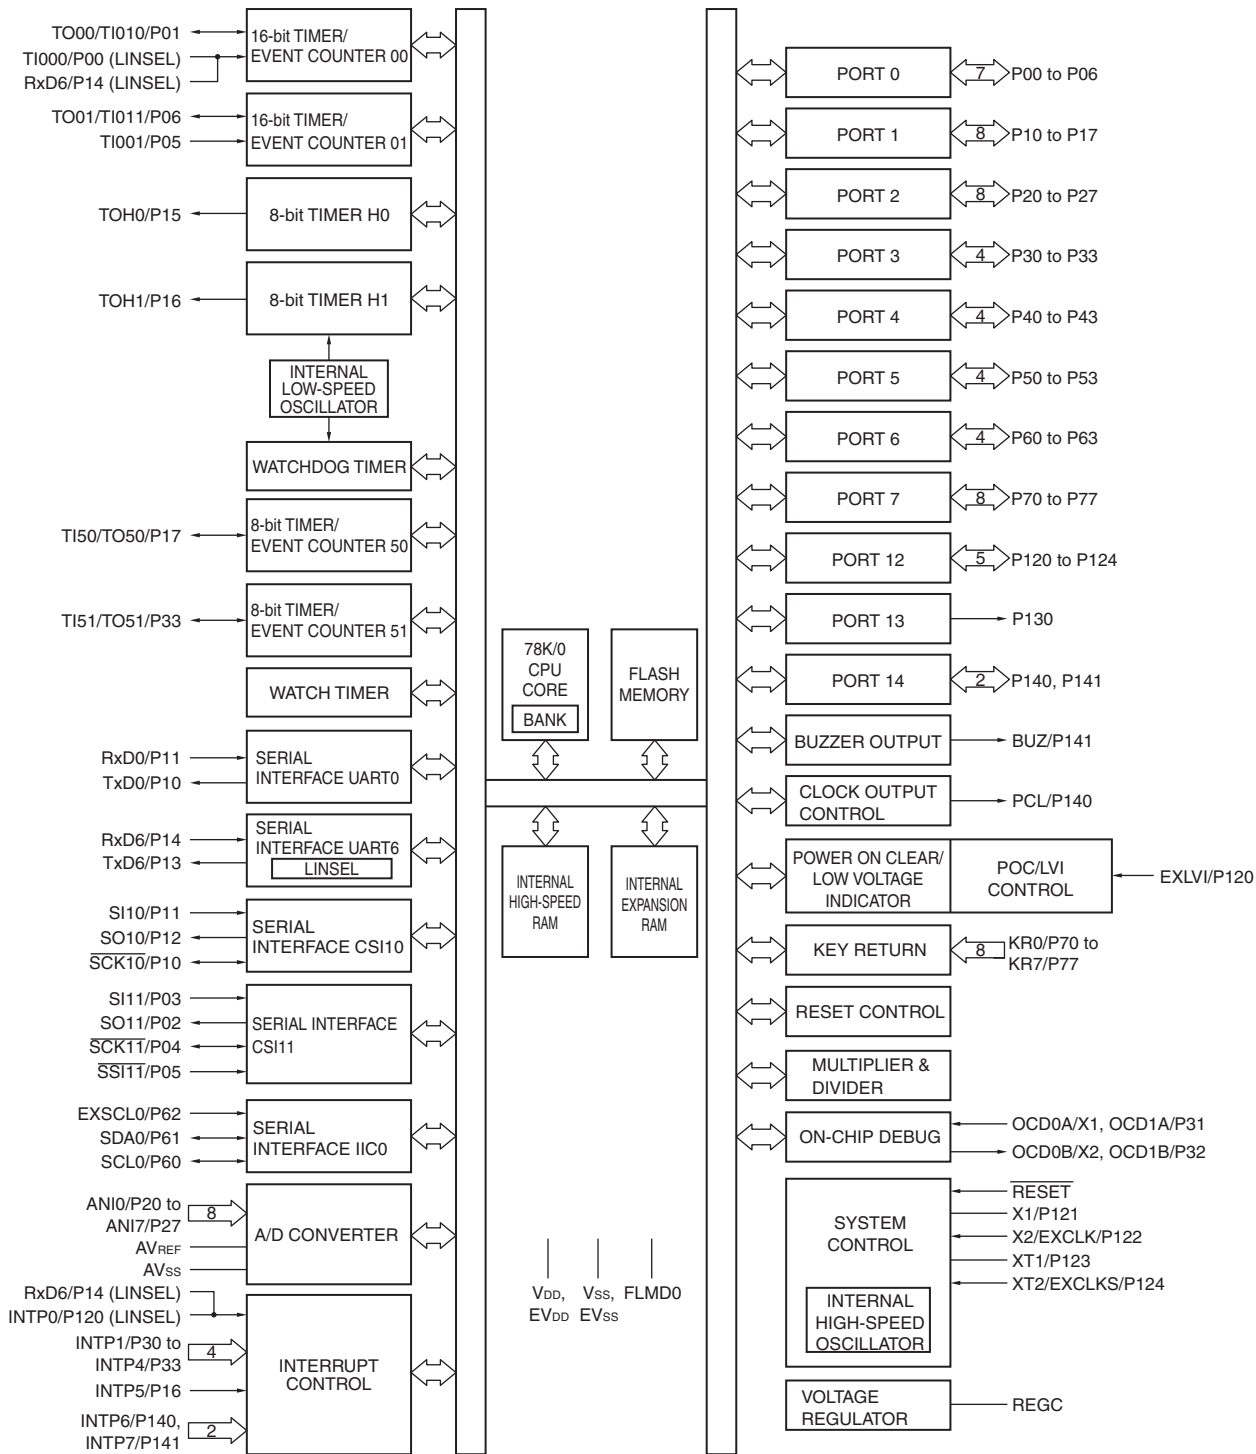 TO00/TI010/P01
TI000/P00 (LINSEL)
RxD6/P14 (LINSEL)
16-bit TIMER/
EVENT COUNTER 00
TO01/TI011/P06
TI001/P05
16-bit TIMER/
EVENT COUNTER 01
TOH0/P15
8-bit TIMER H0
TOH1/P16
8-bit TIMER H1
INTERNAL
LOW-SPEED
OSCILLATOR
WATCHDOG TIMER
TI50/TO50/P17
8-bit TIMER/
EVENT COUNTER 50
TI51/TO51/P33
8-bit TIMER/
EVENT COUNTER 51
WATCH TIMER
RxD0/P11
TxD0/P10
SERIAL
INTERFACE UART0
RxD6/P14
TxD6/P13
SERIAL
INTERFACE UART6
LINSEL
SI10/P11
SO10/P12
SCK10/P10
SERIAL
INTERFACE CSI10
SI11/P03
SO11/P02
SCK11/P04
SSI11/P05
SERIAL INTERFACE
CSI11
EXSCL0/P62
SDA0/P61
SCL0/P60
SERIAL
INTERFACE IIC0
ANI0/P20 to
ANI7/P27
8
AVREF
AVSS
A/D CONVERTER
RxD6/P14 (LINSEL)
INTP0/P120 (LINSEL)
INTP1/P30 to
INTP4/P33
4
INTP5/P16
INTP6/P140,
INTP7/P141
2
INTERRUPT
CONTROL
78K/0
CPU
CORE
BANK
FLASH
MEMORY
INTERNAL
HIGH-SPEED
RAM
INTERNAL
EXPANSION
RAM
VDD,
EVDD
VSS,
EVSS
FLMD0
PORT 0
7
P00 to P06
PORT 1
8
P10 to P17
PORT 2
8
P20 to P27
PORT 3
4
P30 to P33
PORT 4
4
P40 to P43
PORT 5
4
P50 to P53
PORT 6
4
P60 to P63
PORT 7
8
P70 to P77
PORT 12
5
P120 to P124
PORT 13
P130
PORT 14
2
P140, P141
BUZZER OUTPUT
BUZ/P141
CLOCK OUTPUT
CONTROL
PCL/P140
POWER ON CLEAR/
LOW VOLTAGE
INDICATOR
POC/LVI
CONTROL
EXLVI/P120
KEY RETURN
8
KR0/P70 to
KR7/P77
RESET CONTROL
MULTIPLIER &
DIVIDER
ON-CHIP DEBUG
OCD0A/X1, OCD1A/P31
OCD0B/X2, OCD1B/P32
SYSTEM
CONTROL
INTERNAL
HIGH-SPEED
OSCILLATOR
RESET
X1/P121
X2/EXCLK/P122
XT1/P123
XT2/EXCLKS/P124
VOLTAGE
REGULATOR
REGC